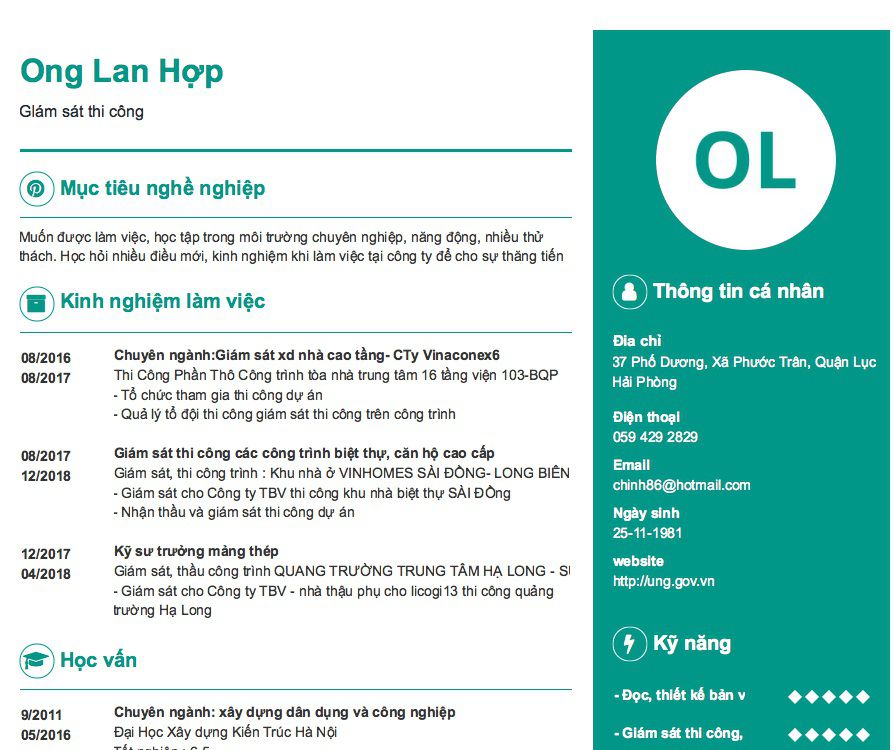 Ong Lan Hợp
Glám sát thi công
Mục tiêu nghề nghiệp
Muốn được làm việc, học tập trong môi trường chuyên nghiệp, năng động, nhiều thử
thách. Học hỏi nhiều điều mới, kinh nghiệm khi làm việc tại công ty để cho sự thăng tiến
Kinh nghiệm làm việc
08/2016
08/2017
Chuyên ngành:Giám sát xd nhà cao tầng- CTy Vinaconex6
Thi Công Phần Thô Công trình tòa nhà trung tâm 16 tầng viện 103-BQP
- Tổ chức tham gia thi công dự án
- Quả lý tổ đội thi công giám sát thi công trên công trình
08/2017
12/2018
Giám sát thi công các công trình biệt thự, căn hộ cao cấp
Giám sát, thi công trình : Khu nhà ở VINHOMES SÀI ĐỒNG- LONG BIÊN
- Giám sát cho Công ty TBV thi công khu nhà biệt thự SÀI ĐỒng
- Nhận thầu và giám sát thi công dự án
12/2017
04/2018
Kỹ sư trưởng mảng thép
Giám sát, thầu công trình QUANG TRƯỜNG TRUNG TÂM HẠ LONG -
- Giám sát cho Công ty TBV - nhà thậu phụ cho licogi13 thi công quảng
trường Hạ Long
Học vấn
9/2011
05/2016
Chuyên ngành: xây dựng dân dụng và công nghiệp
Đại Học Xây dựng Kiến Trúc Hà Nội
Tốt nghiệp : 6.5
OL
Thông tin cá nhân
Đia chỉ
37 Phố Dương, Xã Phước Trân, Quận Lục
Hải Phòng
Điện thoại
059 429 2829
Email
chinh86@hotmail.com
Ngày sinh
25-11-1981
website
http://ung.gov.vn
Kỹ năng
- Đọc, thiết kế bản v
- Giám sát thi công,